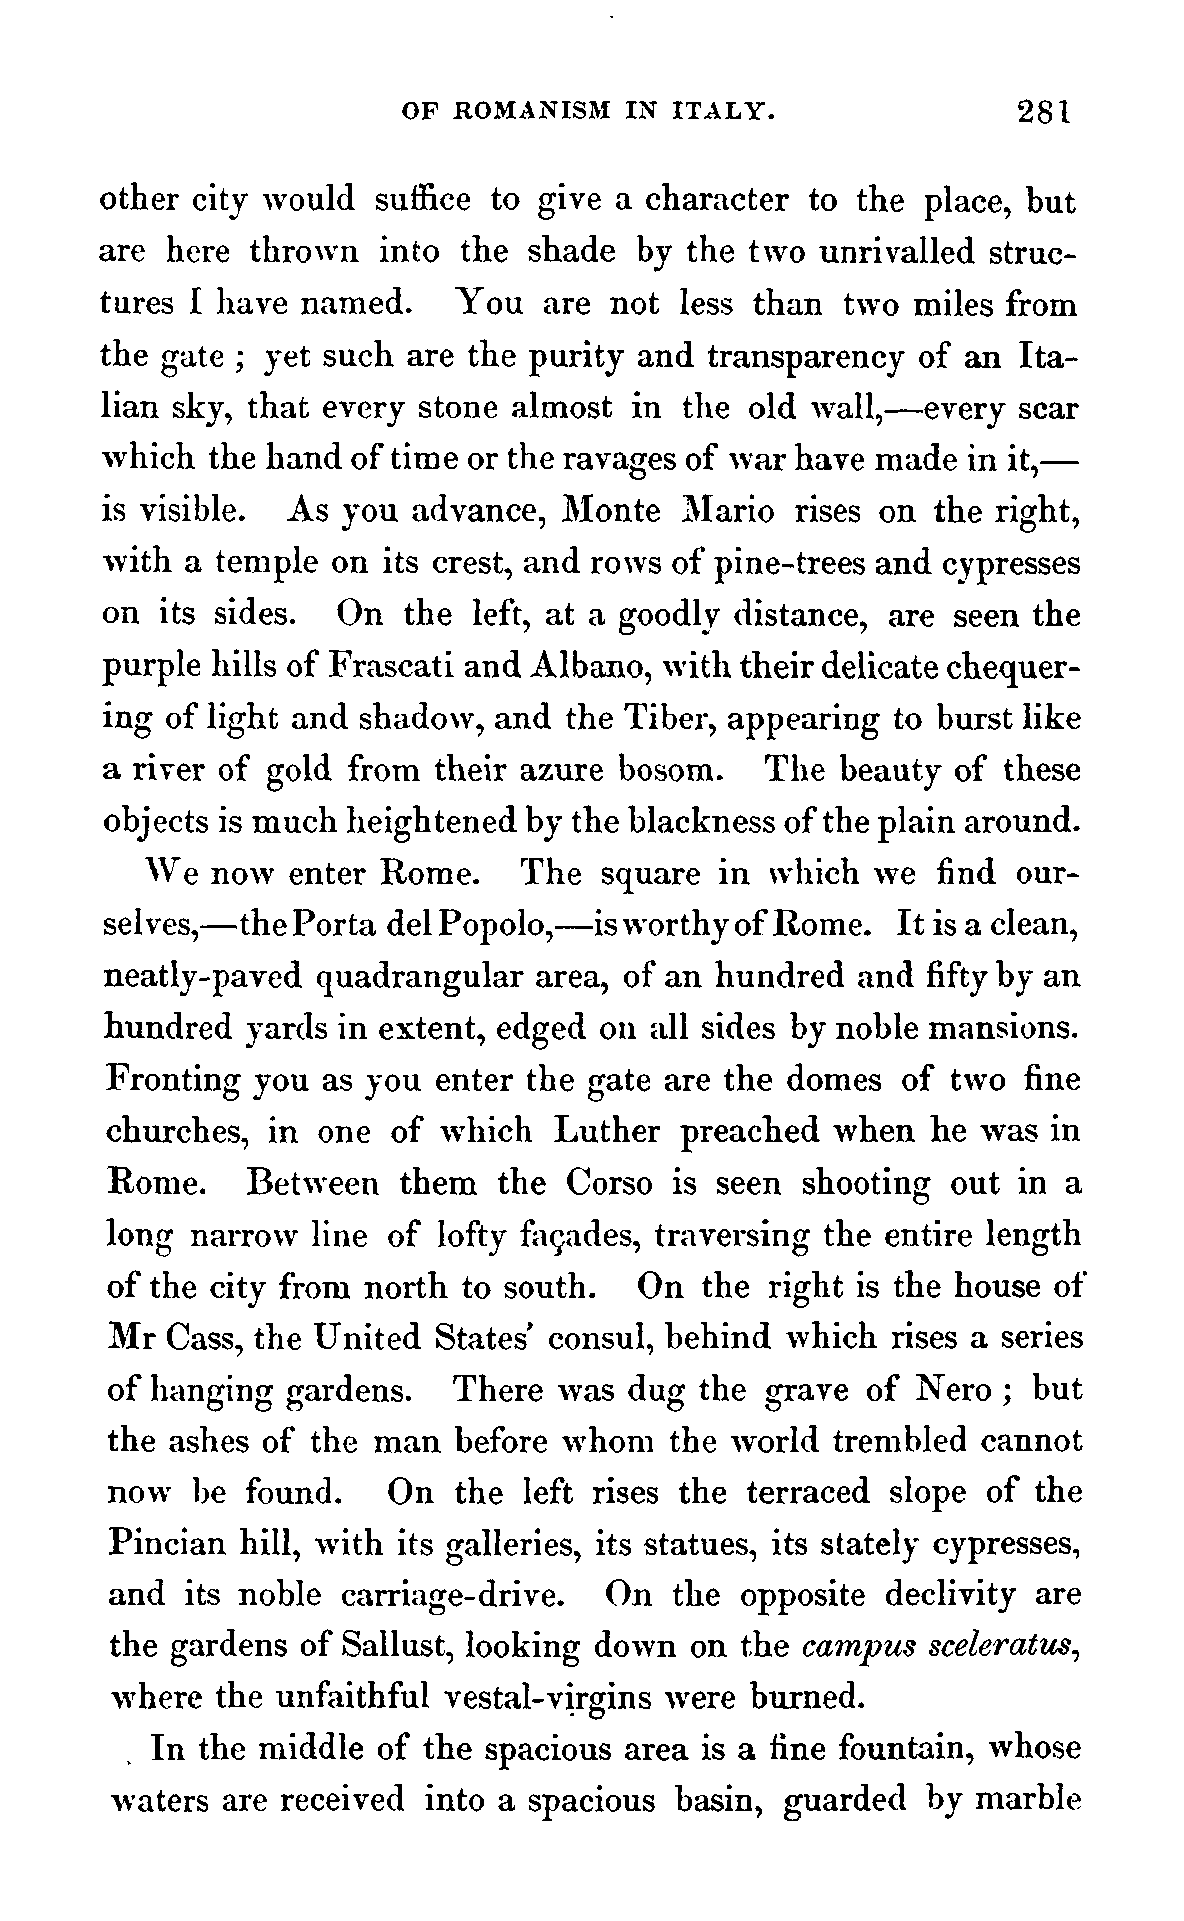 OF ROMANISM IN ITALY. 281
other city would suffice to give a character to the place, but
are here thrown into the shade by the two unrivalled struc-
tures I have named. You are not less than two miles from
the gate ; yet such are the purity and transparency of an Ita-
lian sky, that every stone almost in the old wall,—every scar
which the hand of time or the ravages of war have made in it,—
is visible. As you advance, Monte Mario rises on the right,
with a temple on its crest, and rows of pine-trees and cypresses
on its sides. On the left, at a goodly distance, are seen the
purple hills of Frascati and Albano, with their delicate chequer-
ing of light and shadow, and the Tiber, appearing to burst like
a river of gold from their azure bosom. The beauty of these
objects is much heightened by the blackness of the plain around.
We now enter Rome. The square in which we find our-
selves,—the Porta del Popolo,—is worthy of Rome. It is a clean,
neatly-paved quadrangular area, of an hundred and fifty by an
hundred yards in extent, edged on all sides by noble mansions.
Fronting you as you enter the gate are the domes of two fine
churches, in one of which Luther preached when he was in
Rome. Between them the Corso is seen shooting out in a
long narrow line of lofty façades, traversing the entire length
of the city from north to south. On the right is the house of
Mr Cass, the United States' consul, behind which rises a series
of hanging gardens. There was dug the grave of Nero ; but
the ashes of the man before whom the world trembled cannot
now be found. On the left rises the terraced slope of the
Pincian hill, with its galleries, its statues, its stately cypresses,
and its noble carriage-drive. On the opposite declivity are
the gardens of Sallust, looking down on the campus sceleratus,
where the unfaithful vestal-virgins were burned.
In the middle of the spacious area is a fine fountain, whose
waters are received into a spacious basin, guarded by marble